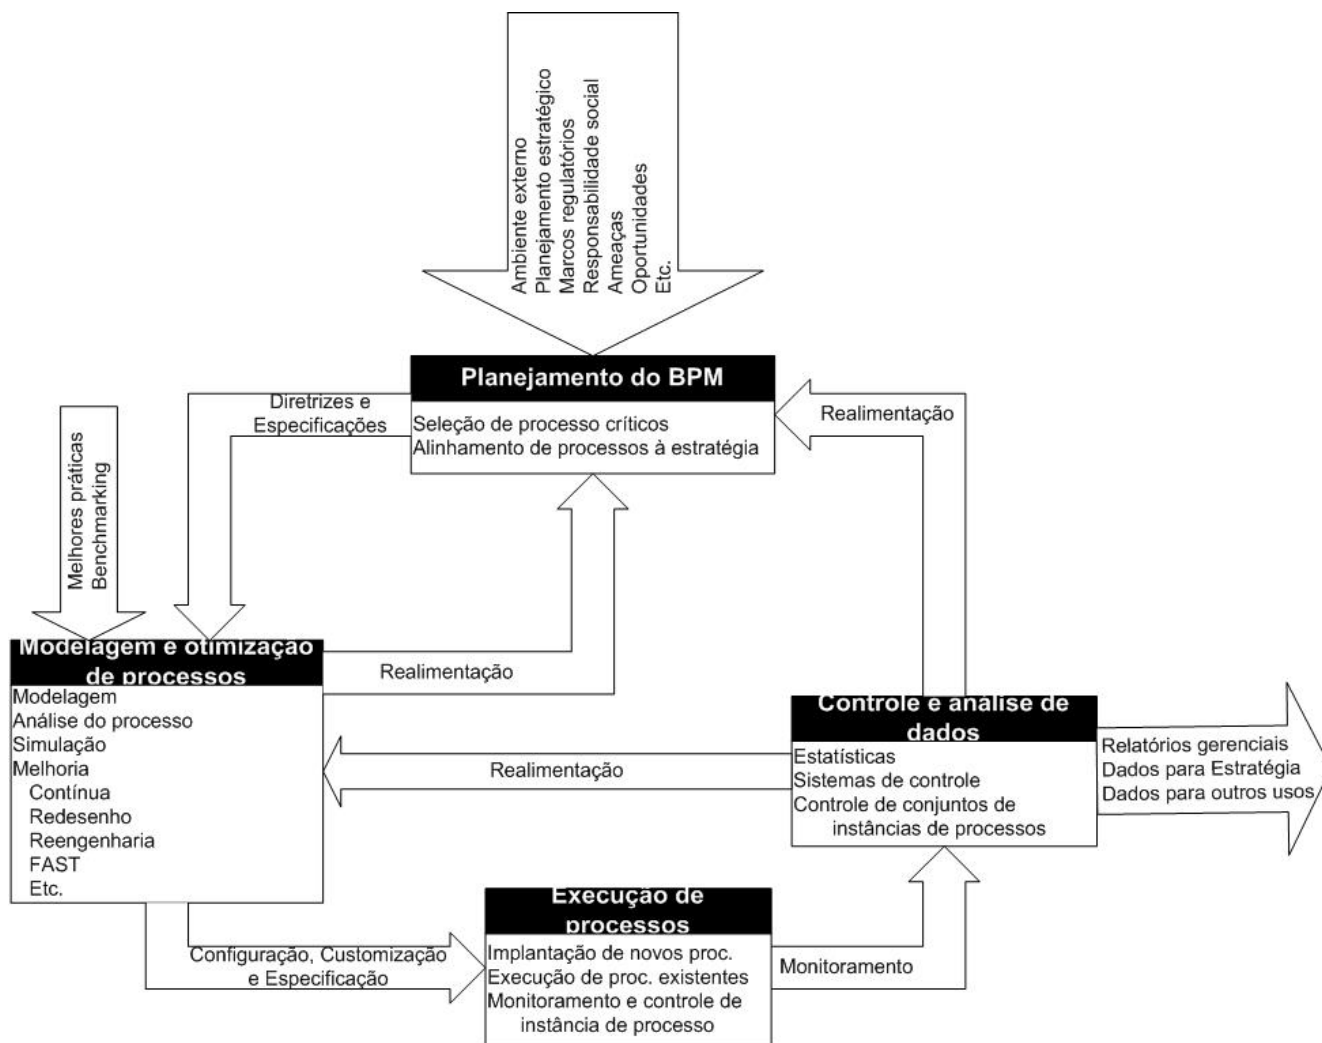 Ambiente externo
Planejamento estratégico
Marcos regulatórios
Responsabilidade social
Ameaças
Oportunidades
Etc.
Planejamento do BPM
Seleção de processo críticos
Alinhamento de processos à estratégia
Diretrizes e
Especificações
Realimentação
Melhores práticas
Benchmarking
Modelagem e otimização
de processos
Modelagem
Análise do processo
Simulação
Melhoria
Contínua
Redesenho
Reengenharia
FAST
Etc.
Realimentação
Realimentação
Controle e análise de
dados
Estatísticas
Sistemas de controle
Controle de conjuntos de
instâncias de processos
Relatórios gerenciais
Dados para Estratégia
Dados para outros usos
Configuração, Customização
e Especificação
Execução de
processos
Implantação de novos proc.
Execução de proc. existentes
Monitoramento e controle de
instância de processo
Monitoramento